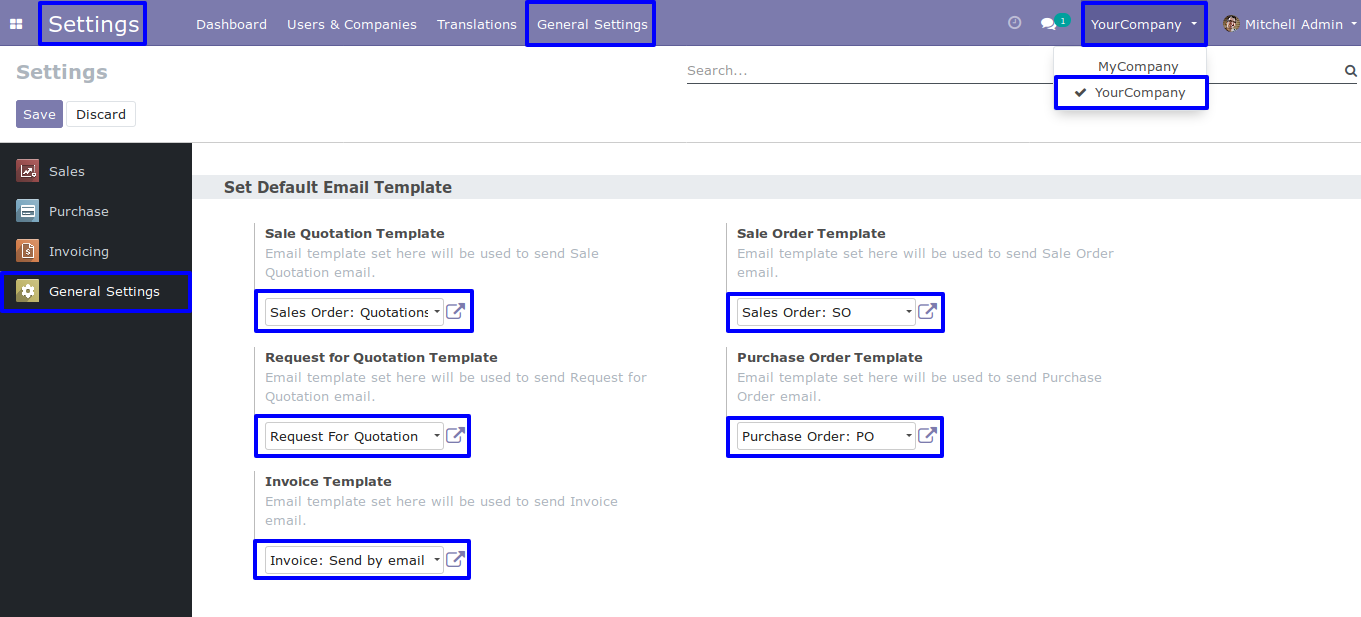 Settings Dashboard Users & Companies Translations General Settings 1 YourCompany Mitchell Admin
Settings
Search...
MyCompany
YourCompany
Save Discard
Sales
Purchase
Invoicing
General Settings
Set Default Email Template
Sale Quotation Template
Email template set here will be used to send Sale
Quotation email.
Sales Order: Quotations
Sale Order Template
Email template set here will be used to send Sale Order
email.
Sales Order: SO
Request for Quotation Template
Email template set here will be used to send Request for
Quotation email.
Request For Quotation
Purchase Order Template
Email template set here will be used to send Purchase
Order email.
Purchase Order: PO
Invoice Template
Email template set here will be used to send Invoice
email.
Invoice: Send by email